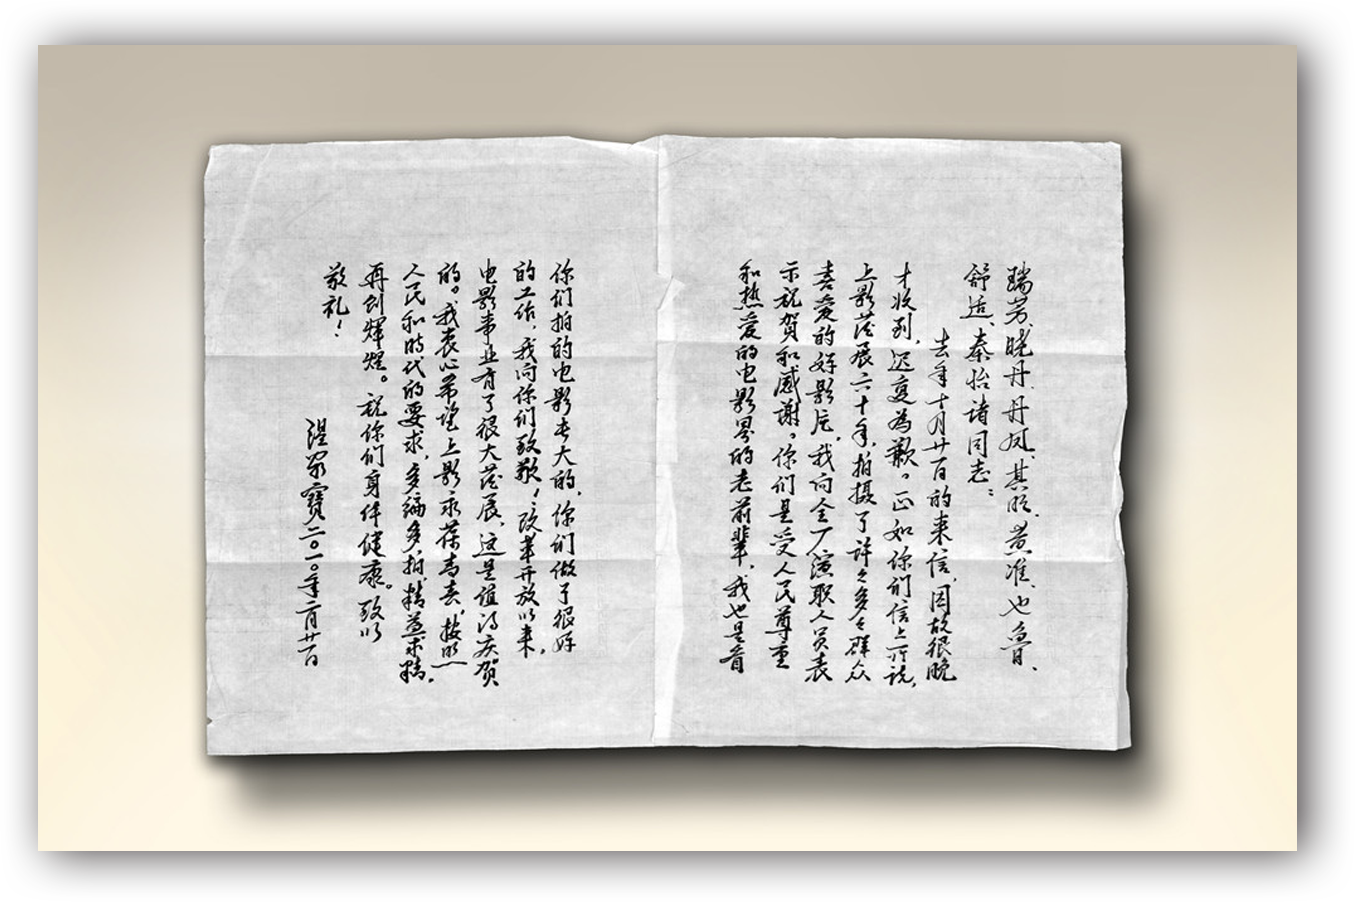 瑞芳、晓丹、丹凤、其明、黄准、也鲁、
舒适、秦怡诸同志：
去年十月廿一日的来信，因故很晚
才收到，迟复为歉。正如你们信上所说，
上影发展六十年，拍摄了许多多群众
喜爱的好影片，我向全厂演职人员表
示祝贺和感谢。你们是受人民尊重
和热爱的电影界的老前辈，我也是看
你们拍的电影长大的，你们做了很好
的工作，我向你们致敬！改革开放以来，
电影事业有了很大发展，这是值得庆贺
的。我衷心希望上影永葆青春，按照
人民和时代的要求，多编多拍精益求精，
再创辉煌。祝你们身体健康。致以
敬礼！
温家宝 二〇一〇年一月廿一日